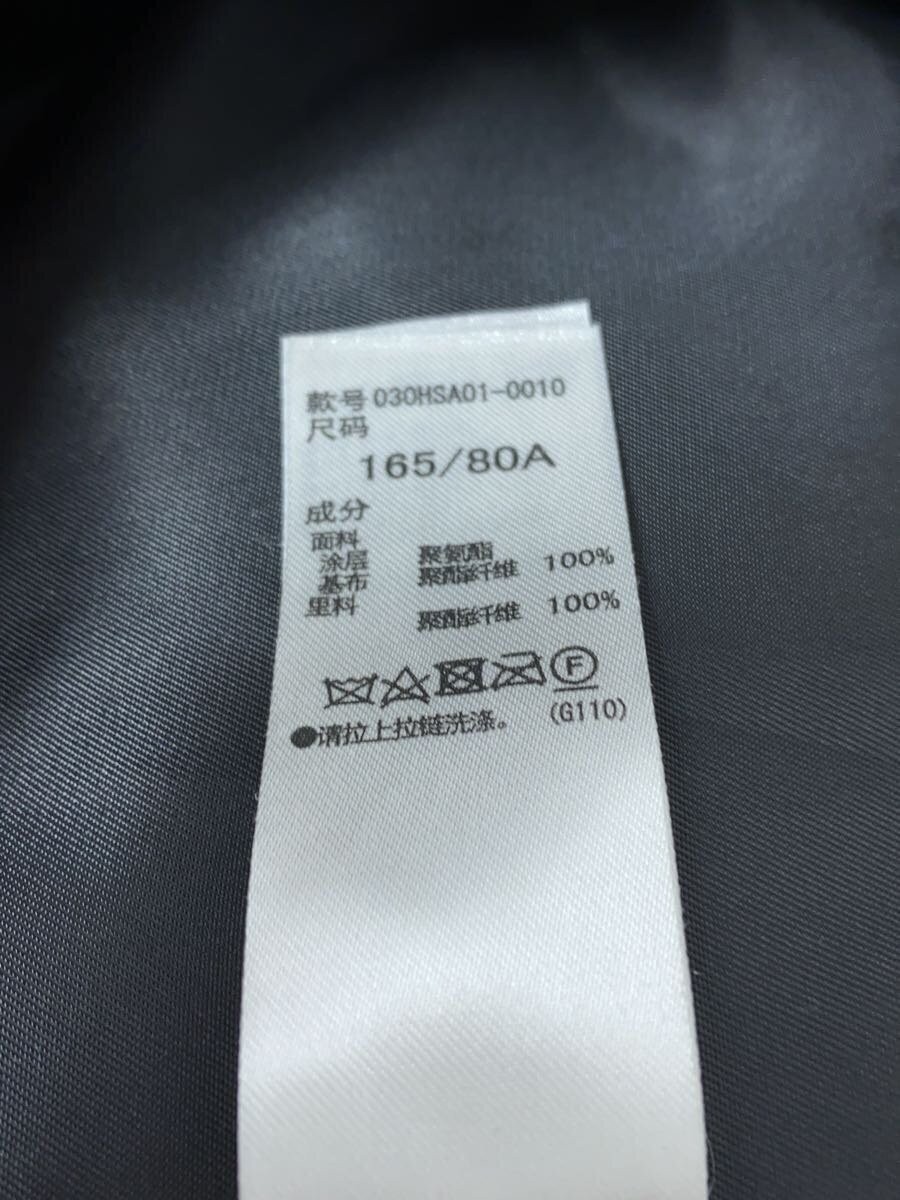 款号 030HSA01-0010
尺码
165/80A
成分
面料
涂层 聚氨酯
基布 聚酯纤维 100%
里料 聚酯纤维 100%
F
●请拉上拉链洗涤。 (G110)